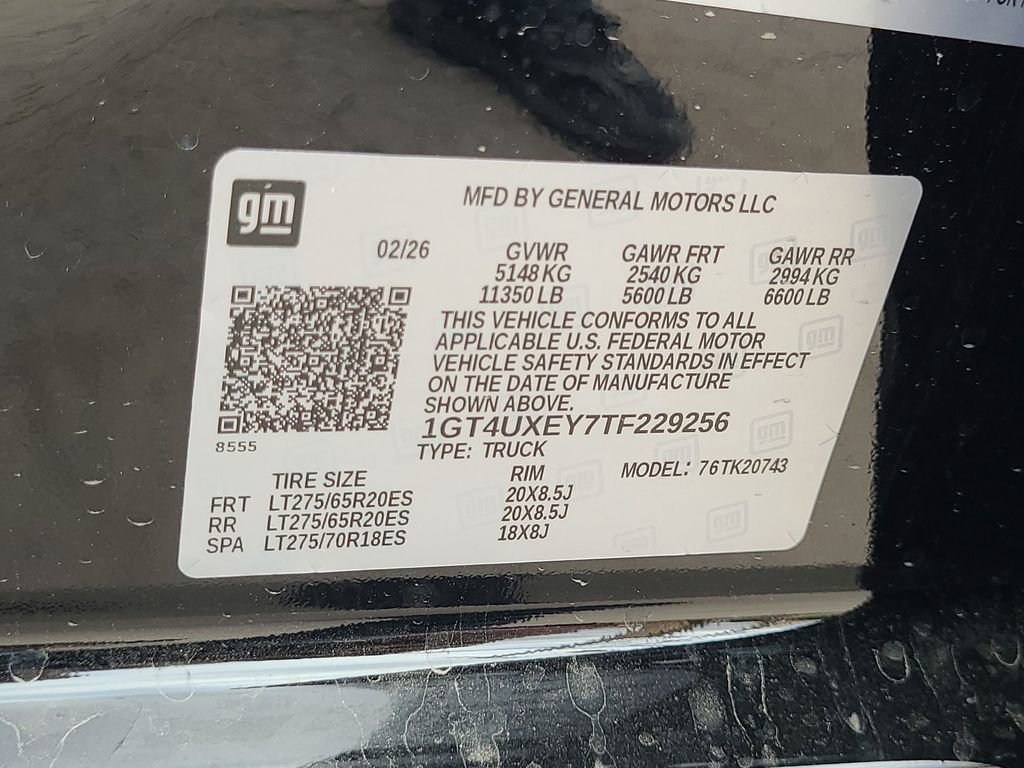 gm
MFD BY GENERAL MOTORS LLC
02/26 GVWR GAWR FRT GAWR RR
5148 KG 2540 KG 2994 KG
11350 LB 5600 LB 6600 LB
THIS VEHICLE CONFORMS TO ALL
APPLICABLE U.S. FEDERAL MOTOR
VEHICLE SAFETY STANDARDS IN EFFECT
ON THE DATE OF MANUFACTURE
SHOWN ABOVE.
8555
1GT4UXEY7TF229256
TYPE: TRUCK
TIRE SIZE RIM MODEL: 76TK20743
FRT LT275/65R20ES 20X8.5J
RR LT275/65R20ES 20X8.5J
SPA LT275/70R18ES 18X8J